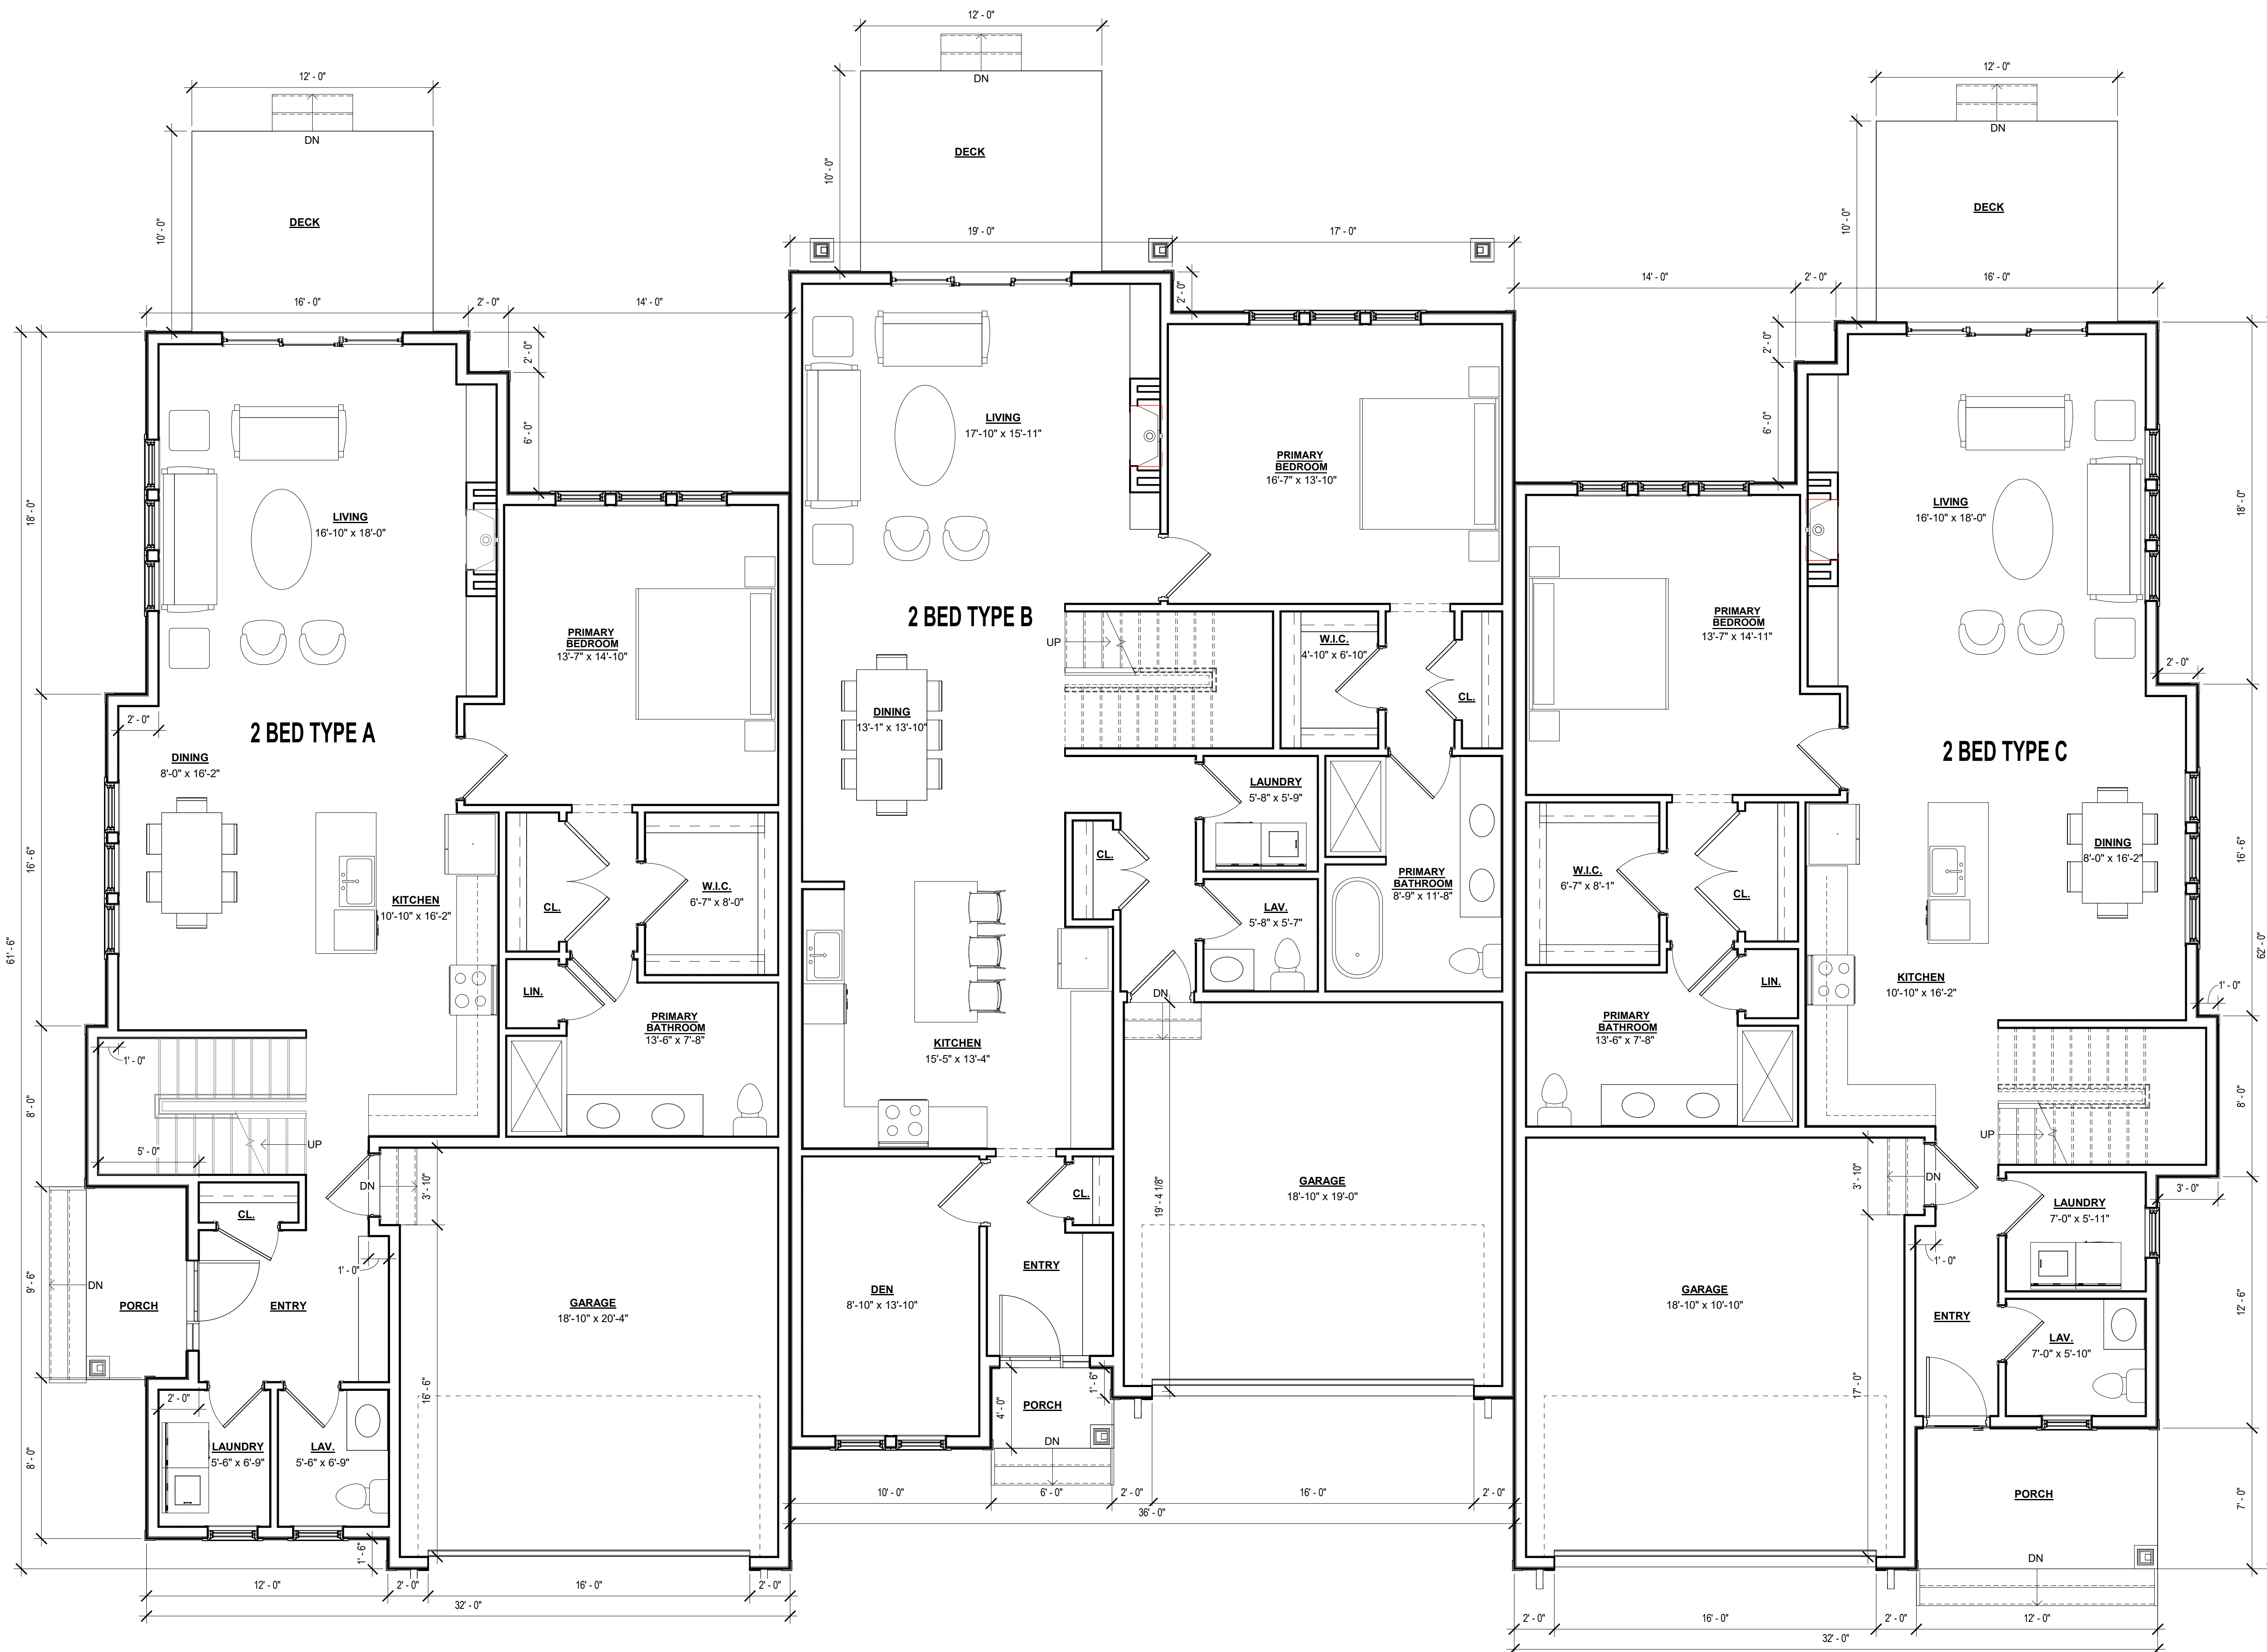 12' - 0"
DN
12' - 0"
12' - 0"
DN
DN
DECK
10' - 0"
DECK
10' - 0"
DECK
10' - 0"
19' - 0"
17' - 0"
16' - 0"
2' - 0"
14' - 0"
2' - 0"
14' - 0"
2' - 0"
16' - 0"
2' - 0"
6' - 0"
2' - 0"
6' - 0"
LIVING
17'-10" x 15'-11"
PRIMARY
BEDROOM
16'-7" x 13'-10"
18' - 0"
LIVING
16'-10" x 18'-0"
LIVING
16'-10" x 18'-0"
18' - 0"
PRIMARY
BEDROOM
13'-7" x 14'-10"
2 BED TYPE B
UP
W.I.C.
4'-10" x 6'-10"
CL.
PRIMARY
BEDROOM
13'-7" x 14'-11"
2' - 0"
2' - 0"
2 BED TYPE A
DINING
13'-1" x 13'-10"
2 BED TYPE C
DINING
8'-0" x 16'-2"
LAUNDRY
5'-8" x 5'-9"
DINING
8'-0" x 16'-2"
16' - 6"
16' - 6"
CL.
KITCHEN
10'-10" x 16'-2"
CL.
W.I.C.
6'-7" x 8'-0"
LAV.
5'-8" x 5'-7"
PRIMARY
BATHROOM
8'-9" x 11'-8"
W.I.C.
6'-7" x 8'-1"
CL.
61' - 6"
62' - 0"
LIN.
DN
LIN.
KITCHEN
10'-10" x 16'-2"
1' - 0"
PRIMARY
BATHROOM
13'-6" x 7'-8"
KITCHEN
15'-5" x 13'-4"
PRIMARY
BATHROOM
13'-6" x 7'-8"
1' - 0"
8' - 0"
8' - 0"
5' - 0"
UP
UP
DN
3' - 10"
CL.
CL.
19' - 4 1/8"
GARAGE
18'-10" x 19'-0"
3' - 10"
DN
LAUNDRY
7'-0" x 5'-11"
3' - 0"
1' - 0"
1' - 0"
9' - 6"
DN
PORCH
ENTRY
GARAGE
18'-10" x 20'-4"
DEN
8'-10" x 13'-10"
ENTRY
GARAGE
18'-10" x 10'-10"
ENTRY
LAV.
7'-0" x 5'-10"
12' - 6"
2' - 0"
16' - 6"
4' - 0"
PORCH
1' - 6"
DN
17' - 0"
8' - 0"
LAUNDRY
5'-6" x 6'-9"
LAV.
5'-6" x 6'-9"
10' - 0"
6' - 0"
2' - 0"
16' - 0"
2' - 0"
36' - 0"
PORCH
7' - 0"
DN
1' - 6"
12' - 0"
2' - 0"
16' - 0"
2' - 0"
32' - 0"
2' - 0"
16' - 0"
2' - 0"
12' - 0"
32' - 0"